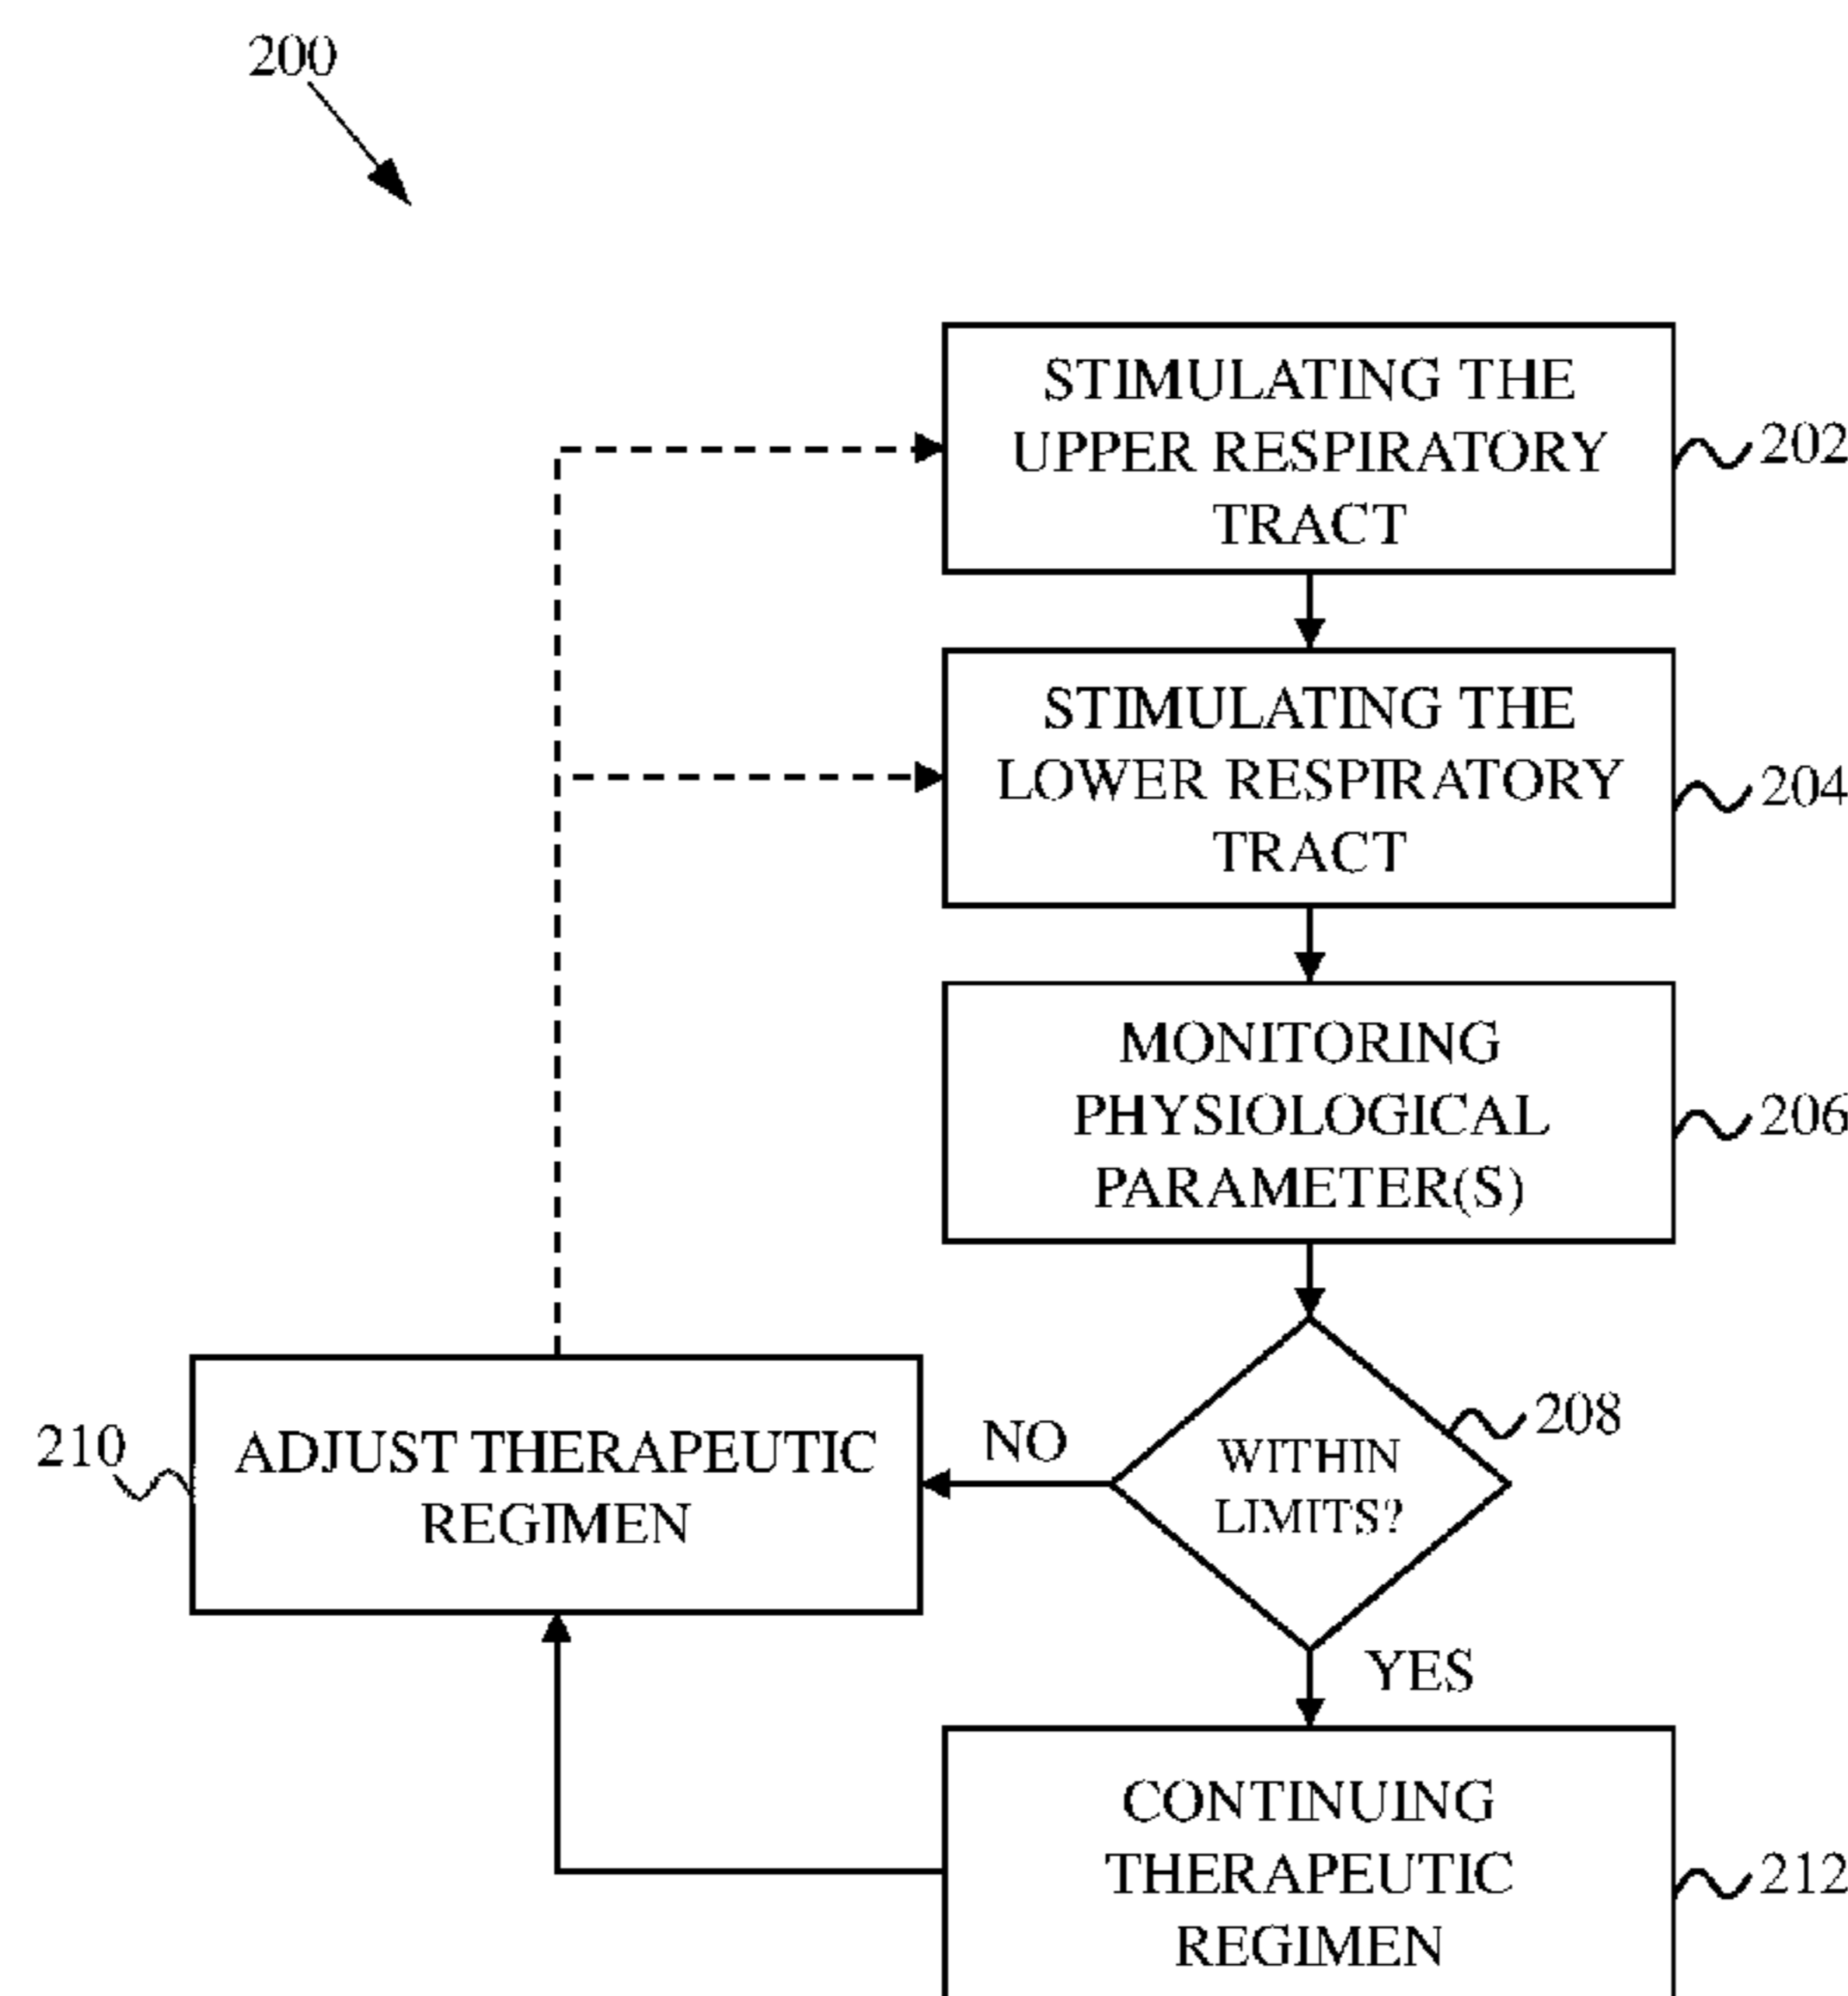 200
STIMULATING THE
UPPER RESPIRATORY
TRACT
202
STIMULATING THE
LOWER RESPIRATORY
TRACT
204
MONITORING
PHYSIOLOGICAL
PARAMETER(S)
206
WITHIN
LIMITS?
208
NO
210
ADJUST THERAPEUTIC
REGIMEN
YES
CONTINUING
THERAPEUTIC
REGIMEN
212